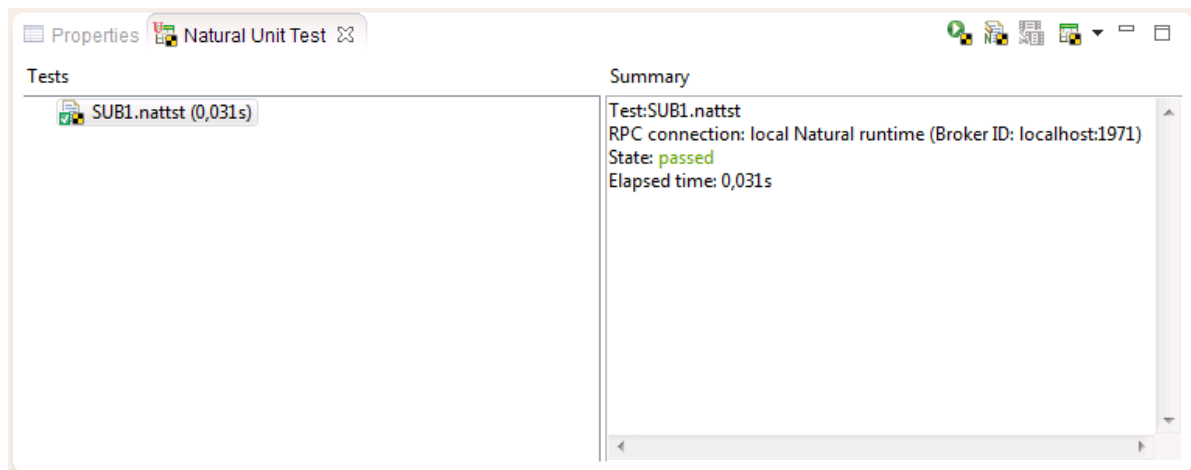 Properties
Natural Unit Test
Tests
SUB1.nattst (0,031s)
Summary
Test:SUB1.nattst
RPC connection: local Natural runtime (Broker ID: localhost:1971)
State: passed
Elapsed time: 0,031s